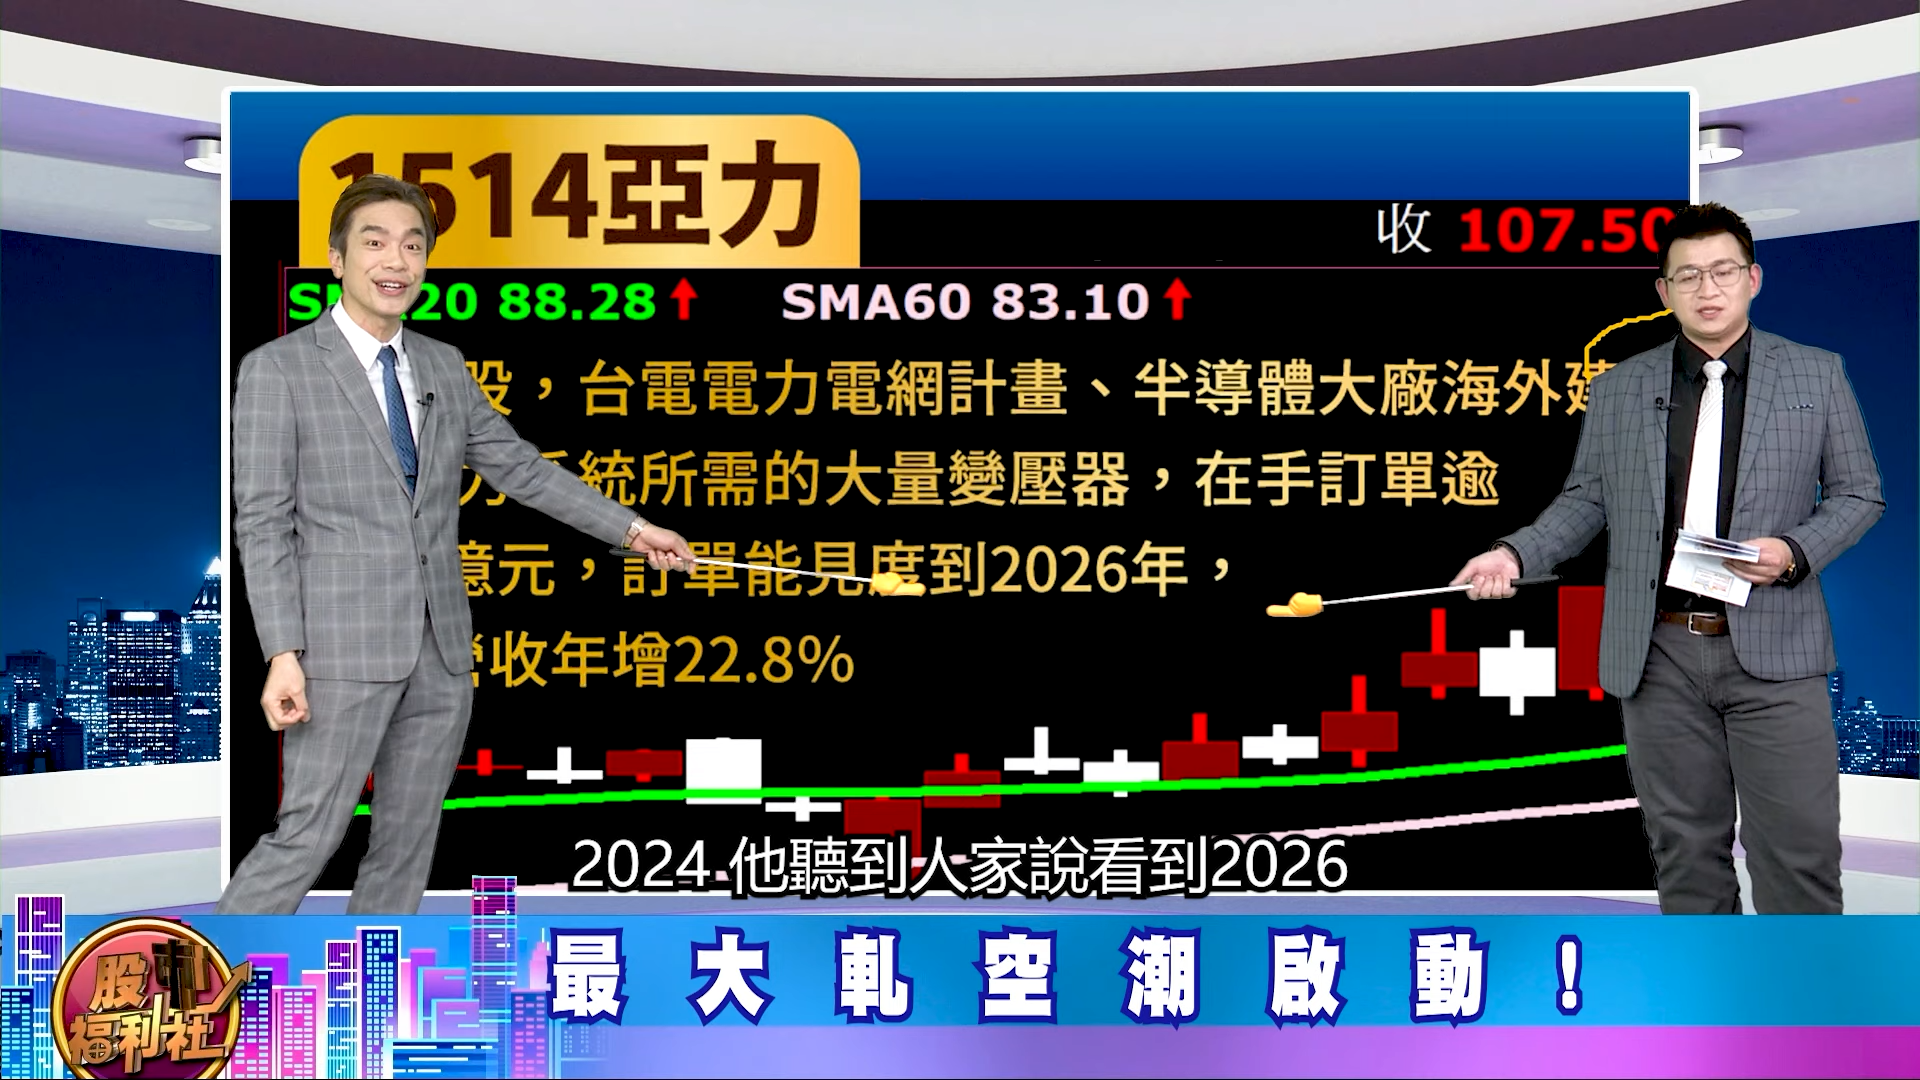 1514亞力
收 107.50
SMA20 88.28↑ SMA60 83.10↑
股，台電電力電網計畫、半導體大廠海外建
力系統所需的大量變壓器，在手訂單逾
億元，訂單能見度到2026年，
營收年增22.8%
2024 他聽到人家說看到2026
最大軋空潮啟動！
股市
福利社